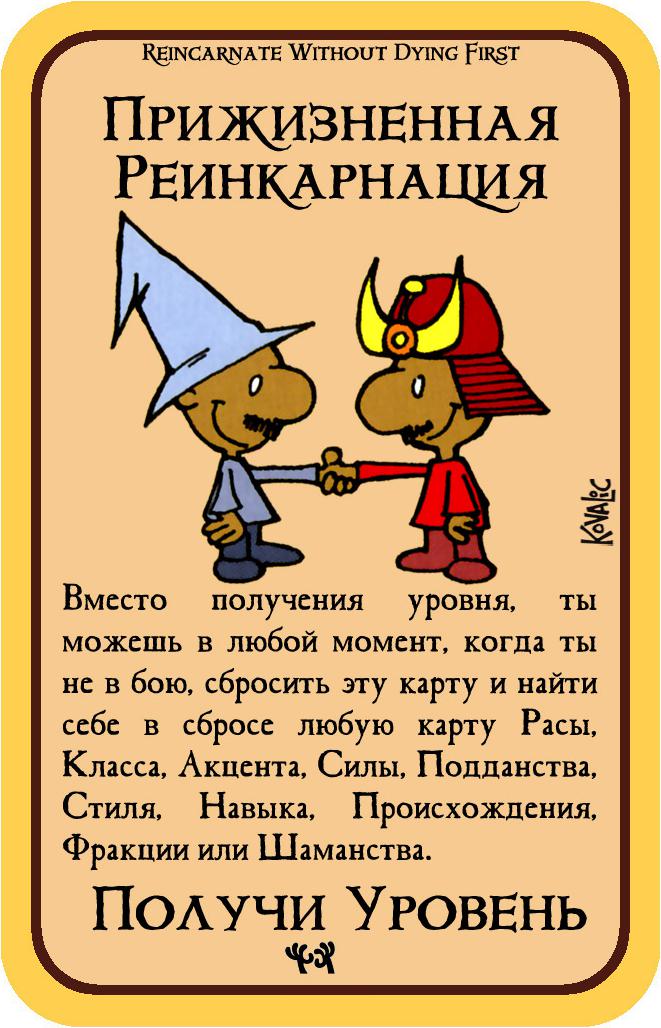 Reincarnate Without Dying First
Прижизненная
Реинкарнация
Kovalic
Вместо получения уровня, ты
можешь в любой момент, когда ты
не в бою, сбросить эту карту и найти
себе в сбросе любую карту Расы,
Класса, Акцента, Силы, Подданства,
Стиля, Навыка, Происхождения,
Фракции или Шаманства.
Получи Уровень